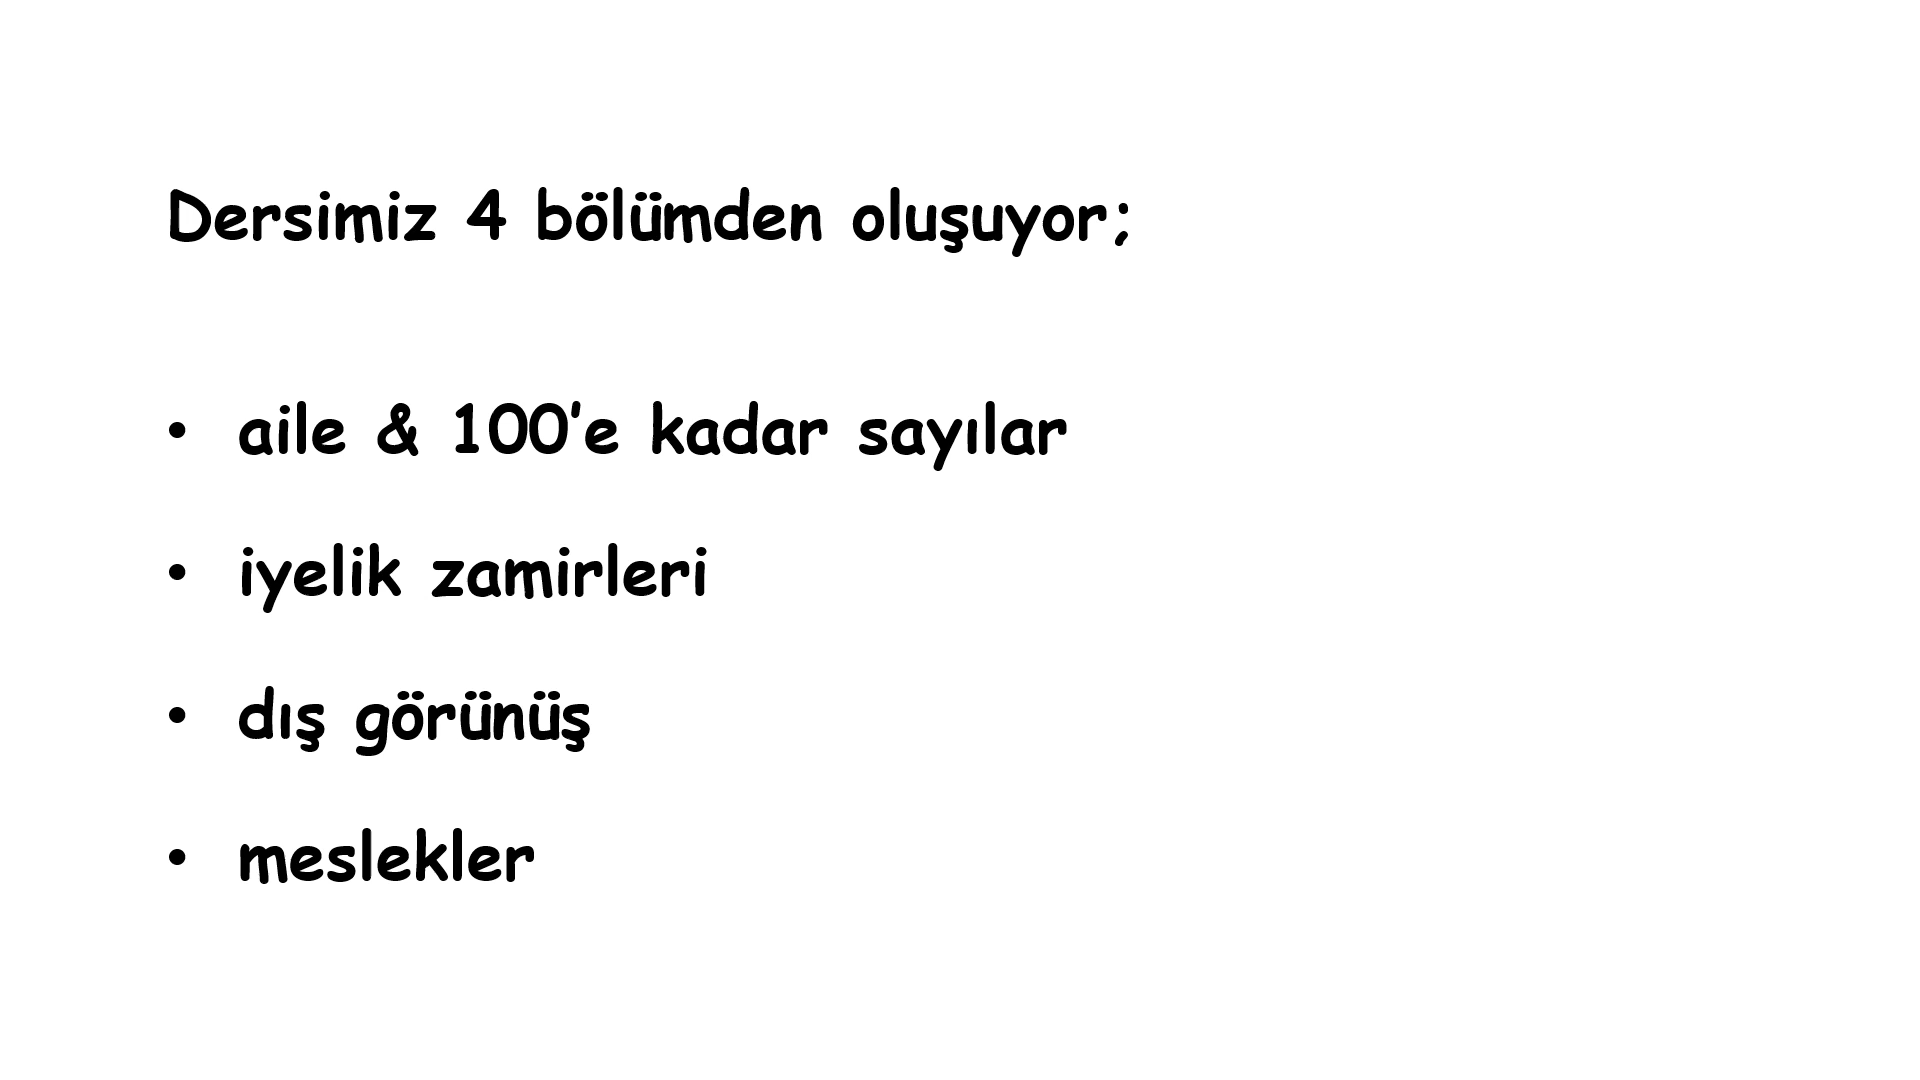 Dersimiz 4 bölümden oluşuyor;
• aile & 100’e kadar sayılar
• iyelik zamirleri
• dış görünüş
• meslekler